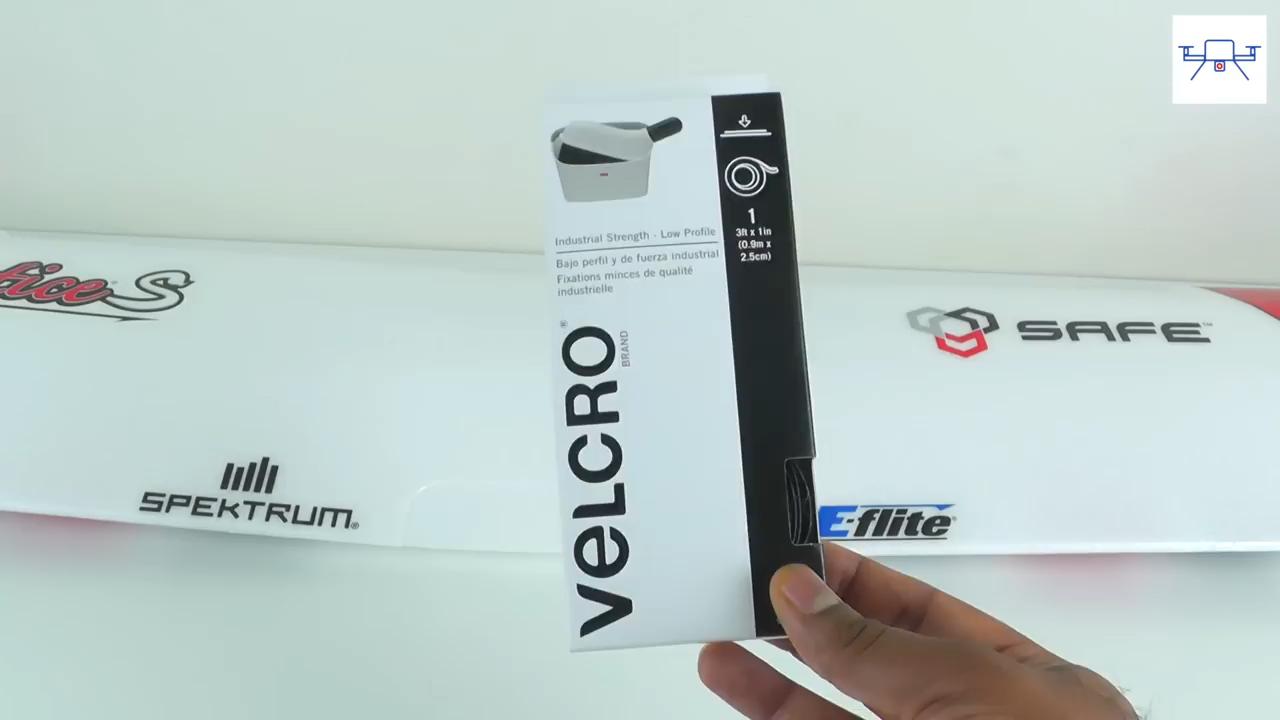 Industrial Strength - Low Profile
Bajo perfil y de fuerza industrial
Fixations minces de qualité
industrielle
VELCRO®
BRAND
1
3ft x 1in
(0.9m x
2.5cm)
S
SPEKTRUM®
SAFE™
E-flite®